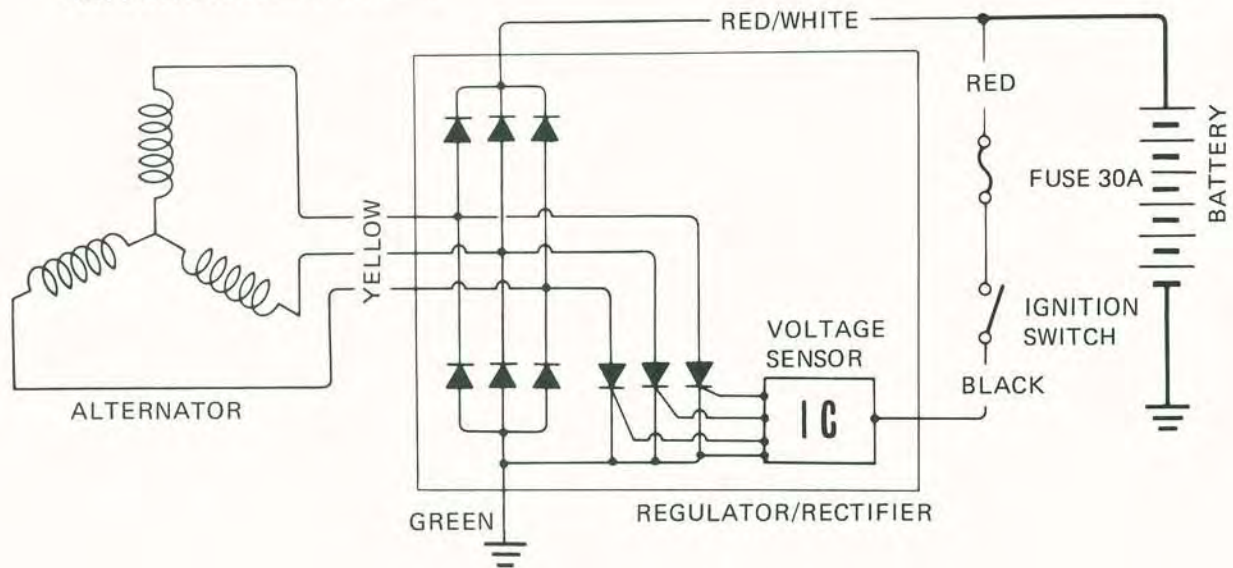 RED/WHITE
RED
FUSE 30A
BATTERY
YELLOW
VOLTAGE
SENSOR
IC
IGNITION
SWITCH
BLACK
ALTERNATOR
GREEN
REGULATOR/RECTIFIER